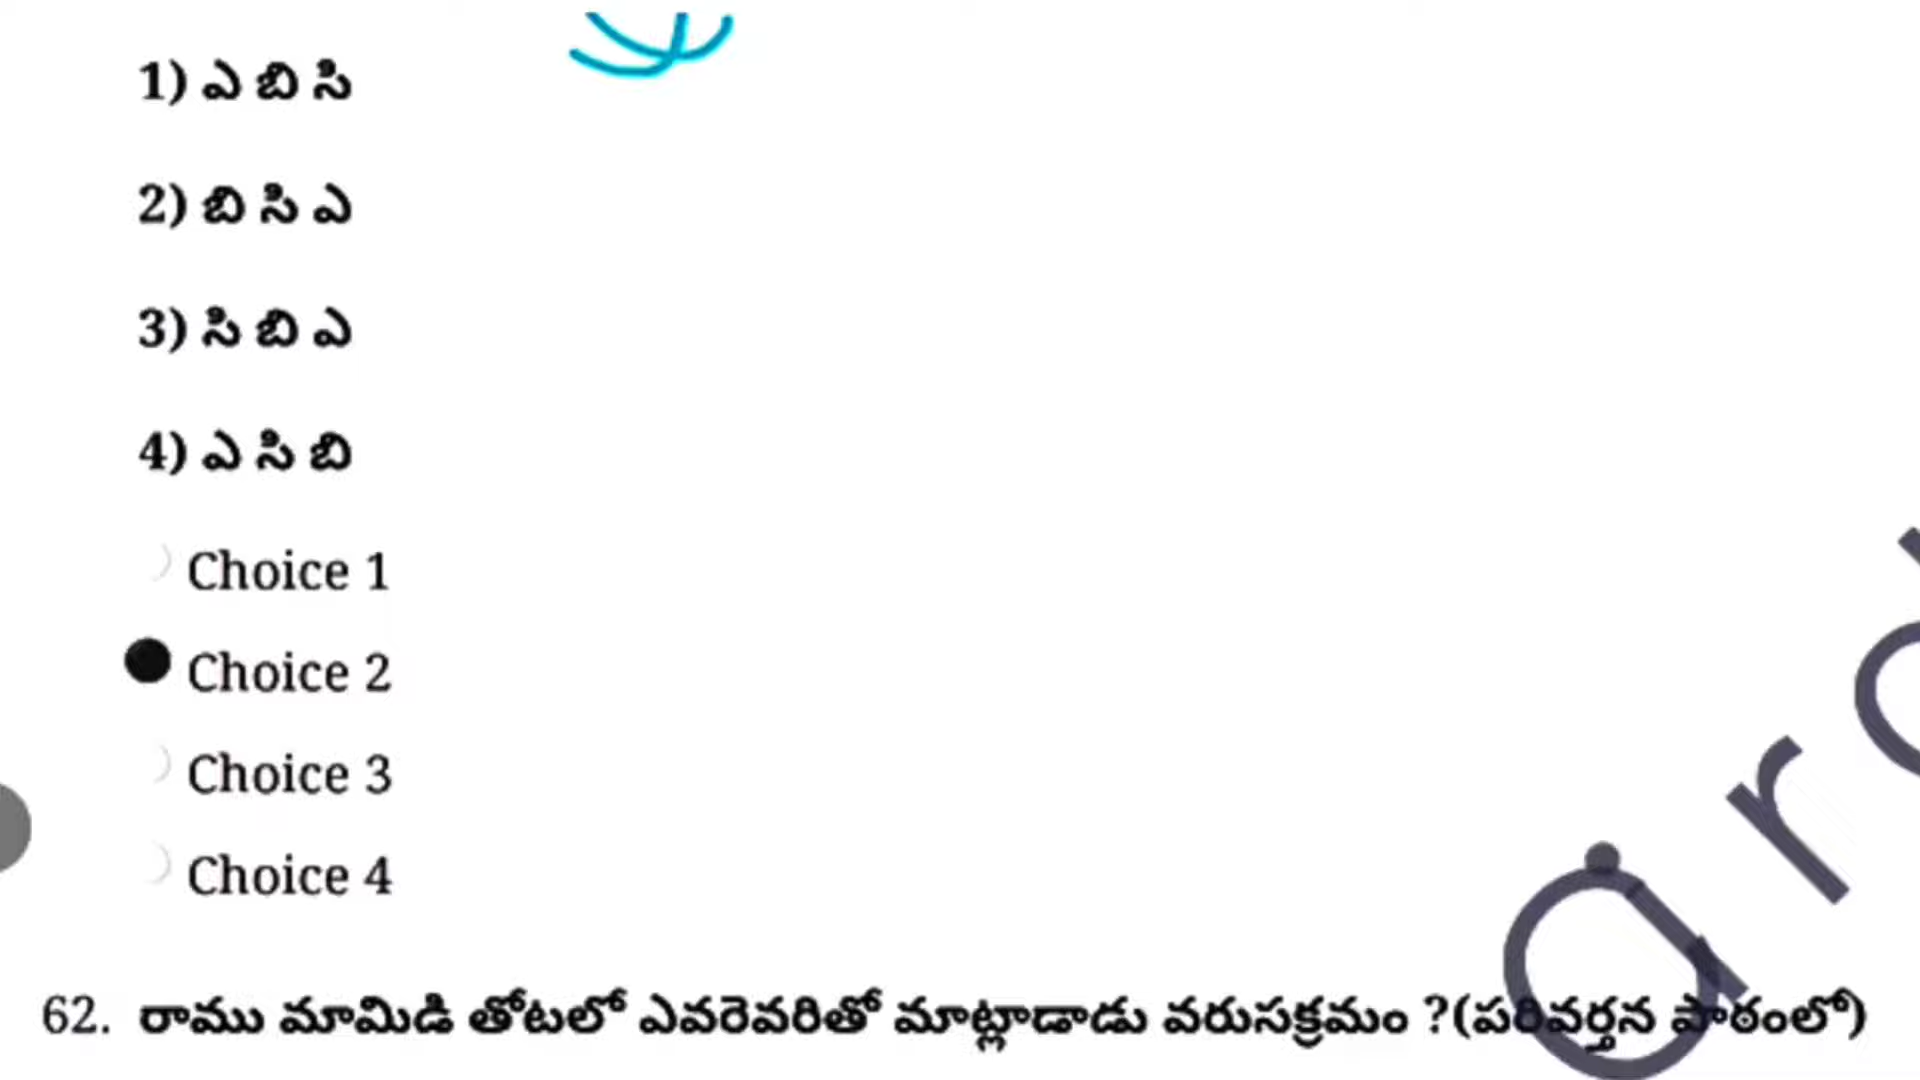 1) ఎ బి సి
2) బి సి ఎ
3) సి బి ఎ
4) ఎ సి బి
Choice 1
Choice 2
Choice 3
Choice 4
62. రాము మామిడి తోటలో ఎవరెవరితో మాట్లాడాడు వరుసక్రమం ?(పరివర్తన పాఠంలో)